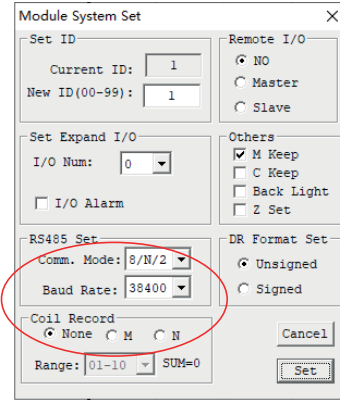 Module System Set
Set ID
Current ID: 1
New ID(00-99): 1
Remote I/O
NO
Master
Slave
Set Expand I/O
I/O Num: 0
I/O Alarm
Others
M Keep
C Keep
Back Light
Z Set
RS485 Set
Comm. Mode: 8/N/2
Baud Rate: 38400
DR Format Set
Unsigned
Signed
Coil Record
None M N
Range: 01-10 SUM=0
Cancel
Set